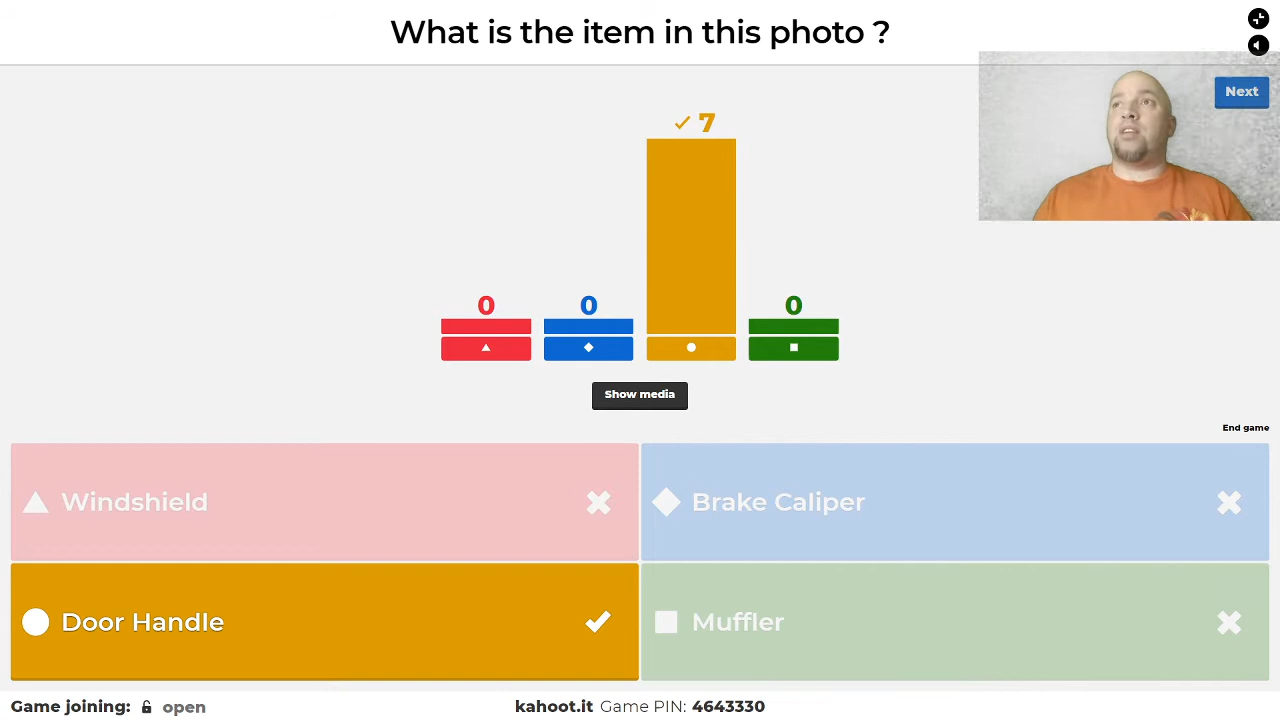 What is the item in this photo ?
Next
7
0
0
0
Show media
End game
Windshield
Brake Caliper
Door Handle
Muffler
Game joining: open
kahoot.it Game PIN: 4643330